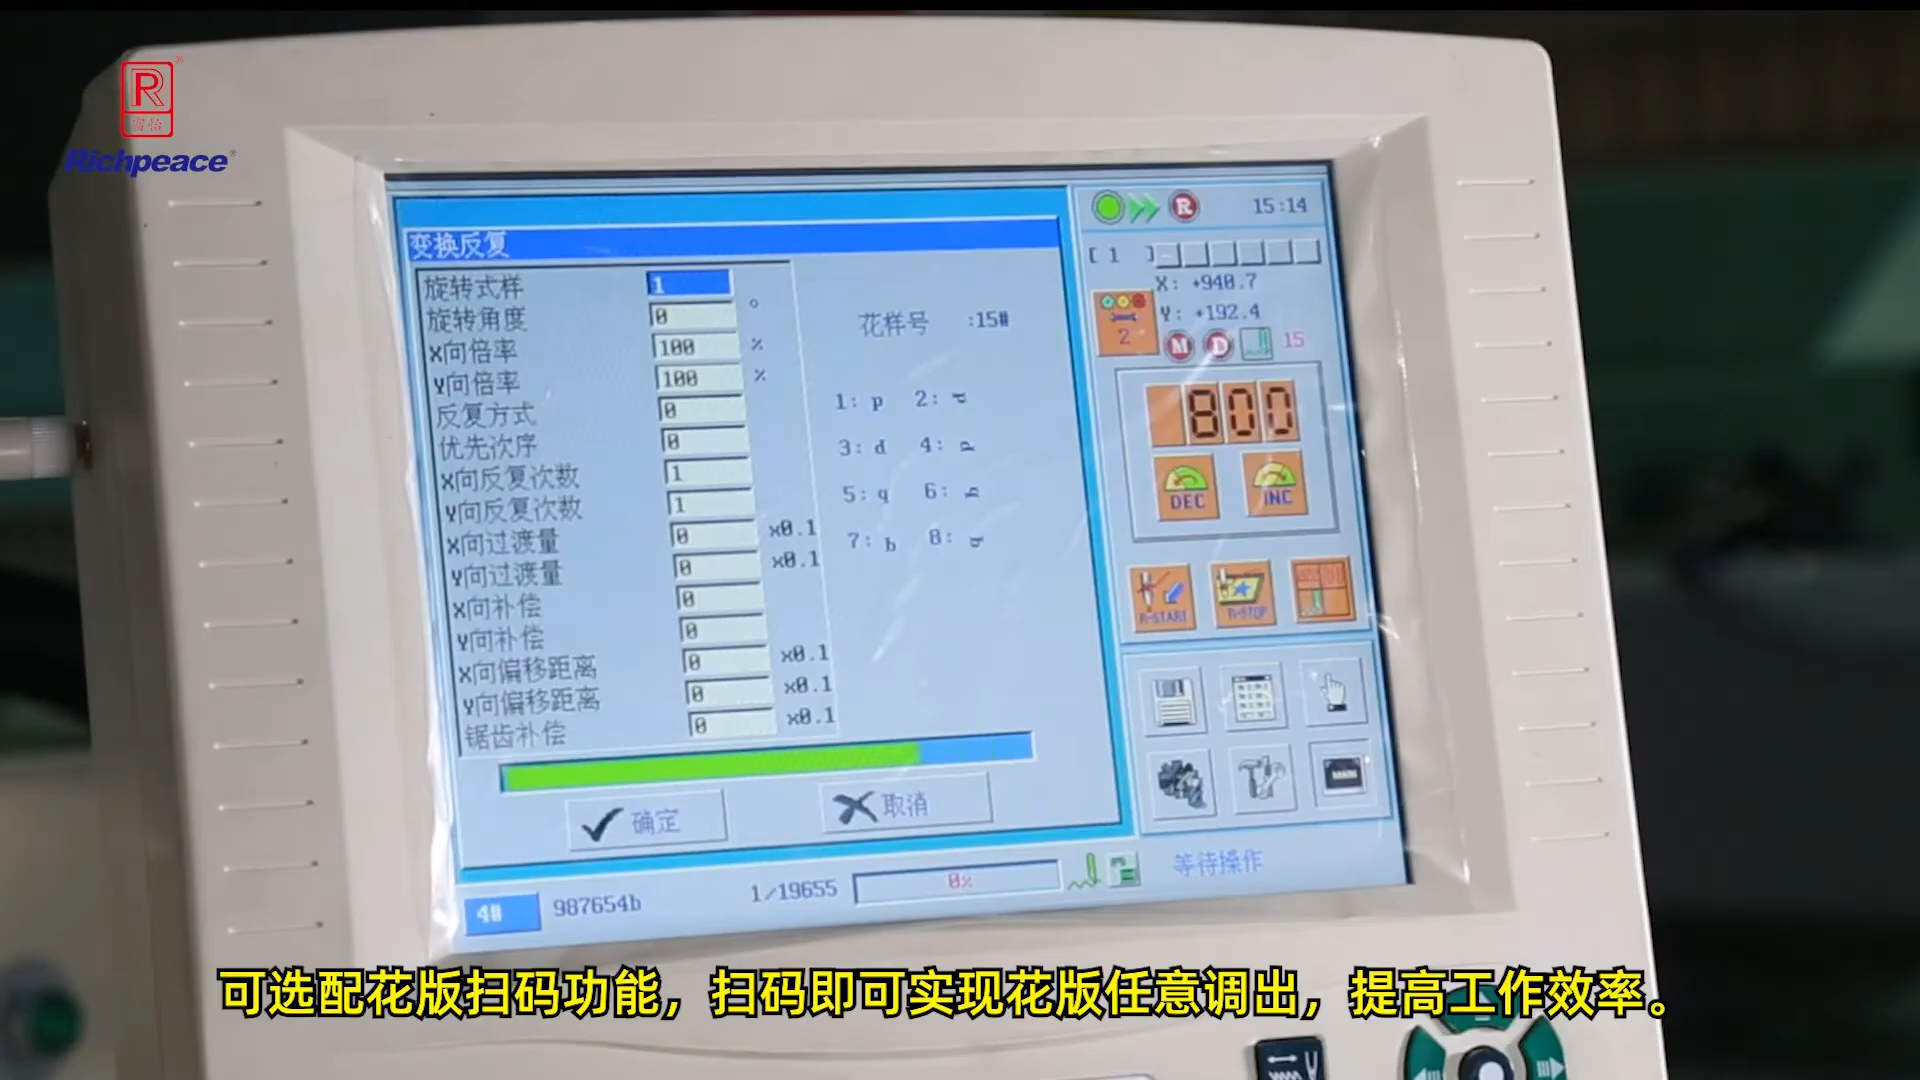 R
富怡
Richpeace
变换反复
旋转式样 1
旋转角度 0 °
X向倍率 100 %
Y向倍率 100 %
反复方式 0
优先次序 0
X向反复次数 1
Y向反复次数 1
X向过渡量 0 x0.1
Y向过渡量 0 x0.1
X向补偿 0
Y向补偿 0
X向偏移距离 0 x0.1
Y向偏移距离 0 x0.1
锯齿补偿 0 x0.1
花样号 :15#
1: p 2:
3: d 4:
5: q 6:
7: b 8:
确定
取消
R 15:14
[ 1 ]
X: +940.7
Y: +192.4
2
M D 15
800
DEC INC
R-START R-STOP
MAIN
4# 987654b 1/19655 0% 等待操作
可选配花版扫码功能，扫码即可实现花版任意调出，提高工作效率。